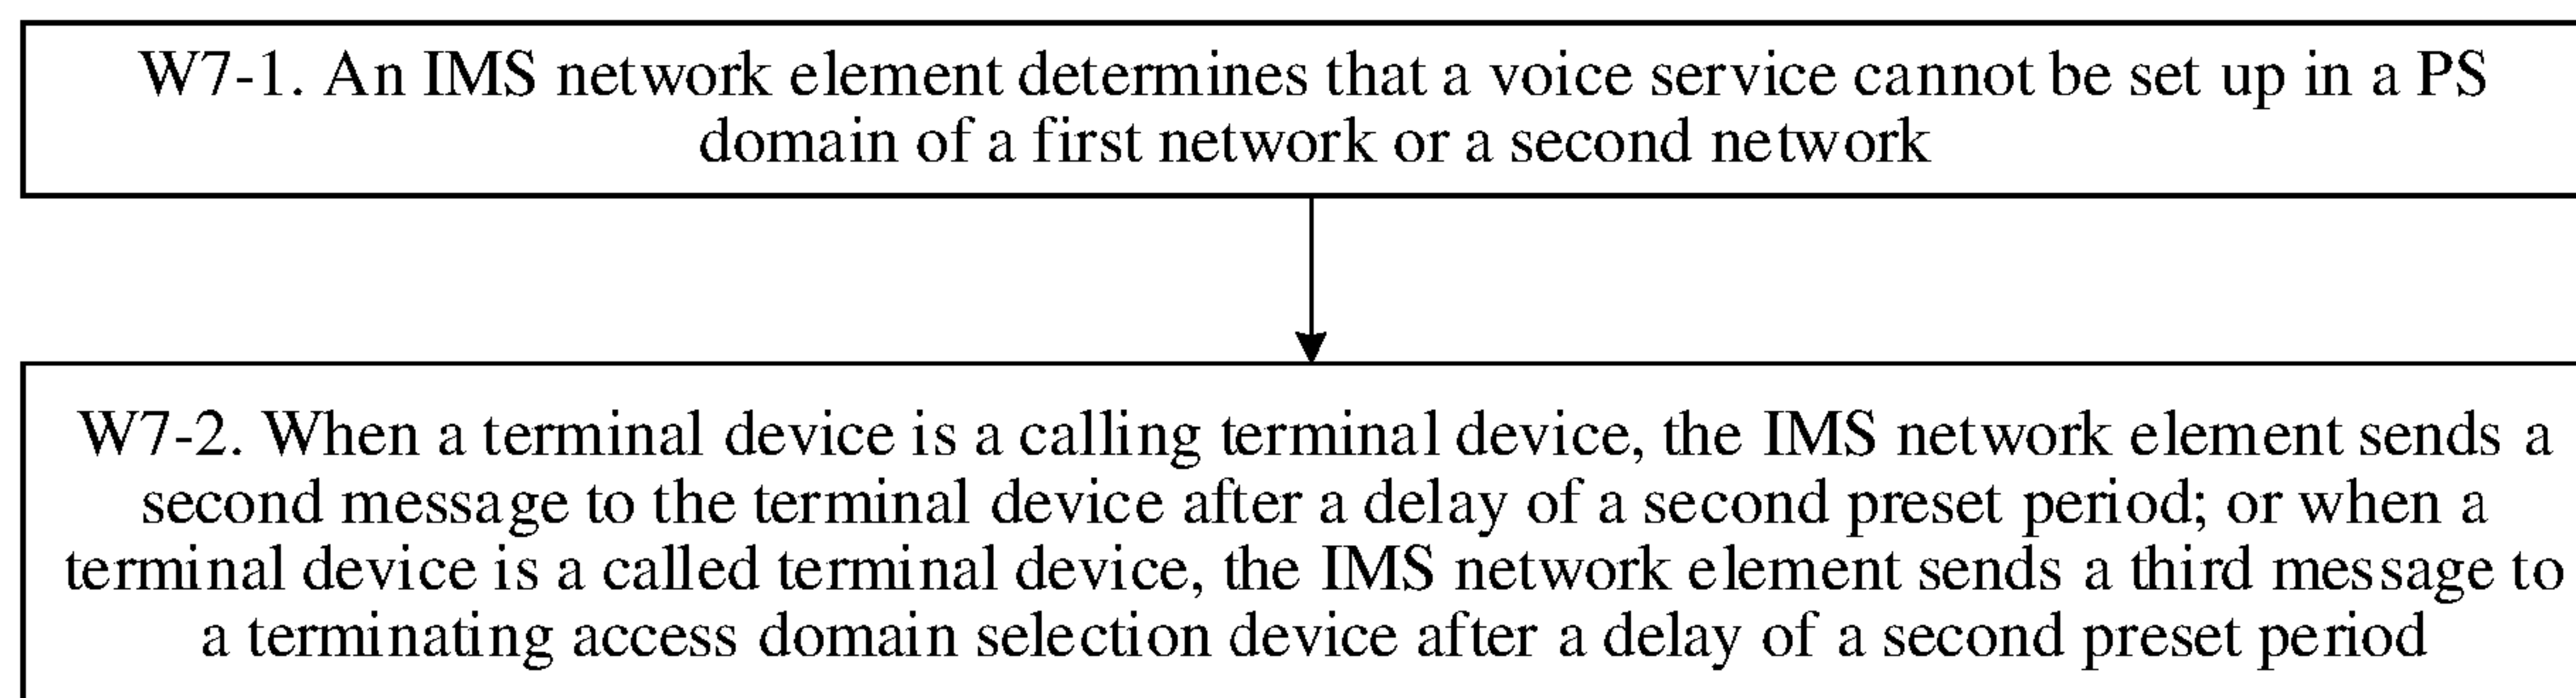 W7-1. An IMS network element determines that a voice service cannot be set up in a PS
domain of a first network or a second network
W7-2. When a terminal device is a calling terminal device, the IMS network element sends a
second message to the terminal device after a delay of a second preset period; or when a
terminal device is a called terminal device, the IMS network element sends a third message to
a terminating access domain selection device after a delay of a second preset period